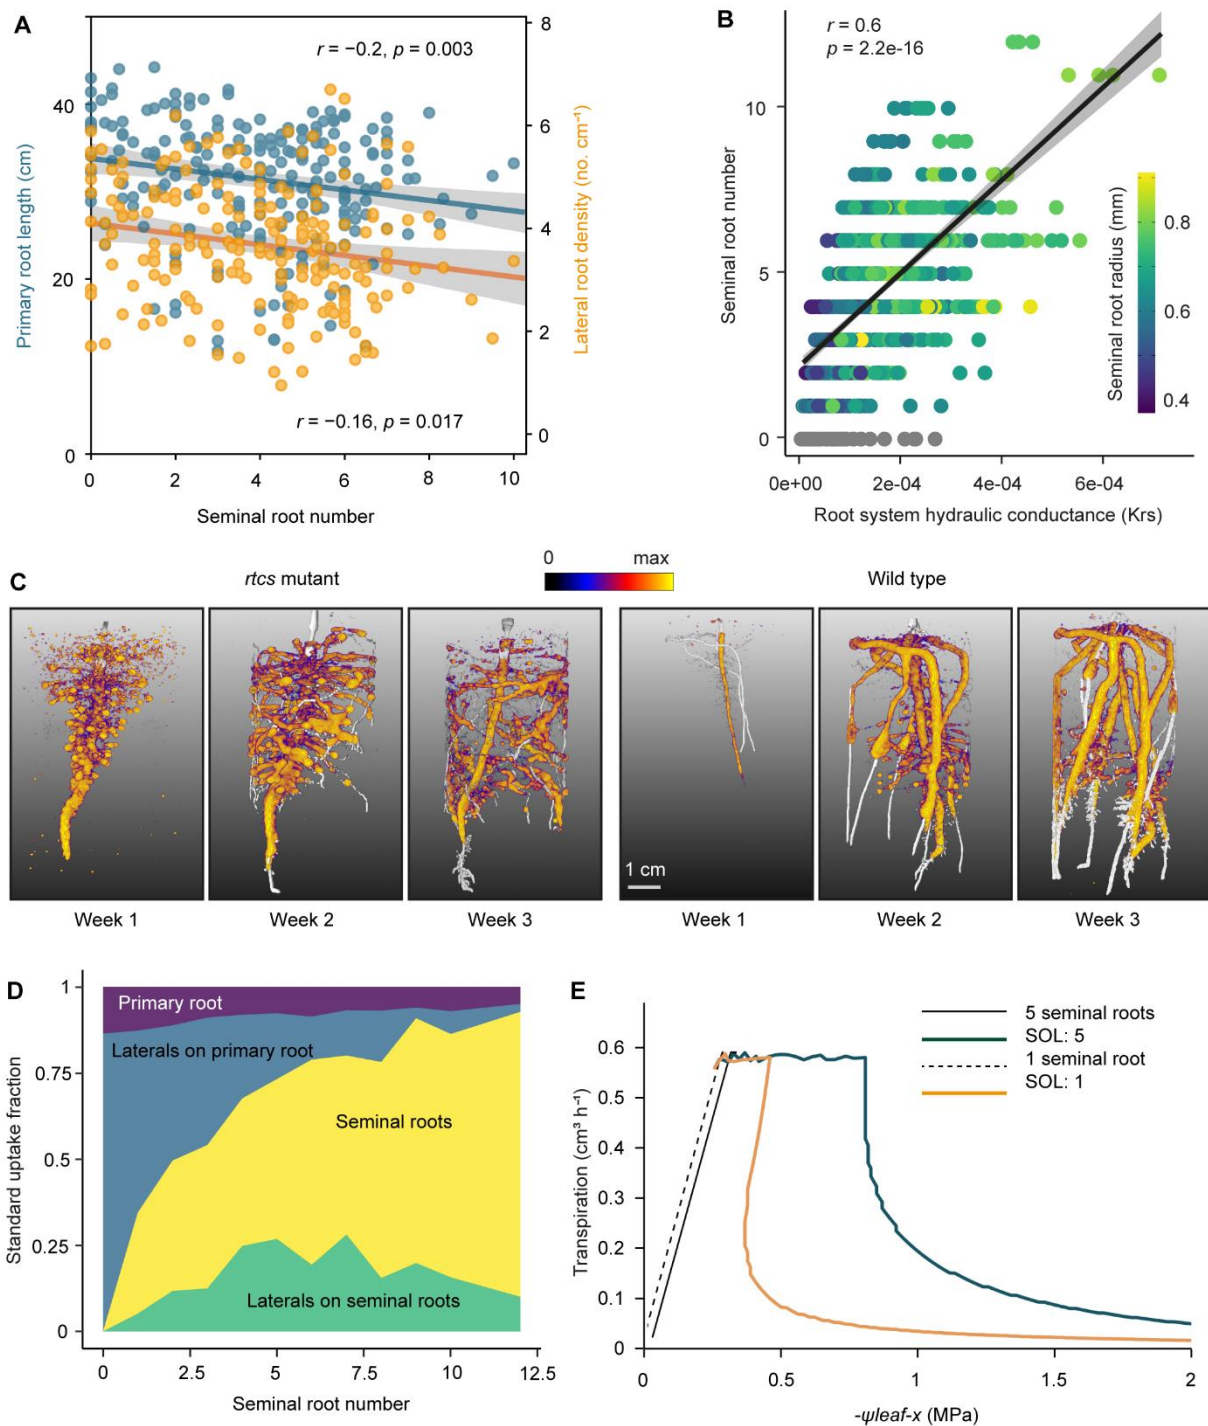 A
r = −0.2, p = 0.003
r = −0.16, p = 0.017
Primary root length (cm)
40
20
0
Lateral root density (no. cm⁻¹)
8
6
4
2
0
0 2 4 6 8 10
Seminal root number
B
r = 0.6
p = 2.2e-16
Seminal root number
10
5
0
0e+00 2e-04 4e-04 6e-04
Root system hydraulic conductance (Krs)
Seminal root radius (mm)
0.8
0.6
0.4
C
0 max
rtcs mutant
Wild type
1 cm
Week 1 Week 2 Week 3 Week 1 Week 2 Week 3
D
Standard uptake fraction
1
0.75
0.5
0.25
0
Primary root
Laterals on primary root
Seminal roots
Laterals on seminal roots
0 2.5 5 7.5 10 12.5
Seminal root number
E
5 seminal roots
SOL: 5
1 seminal root
SOL: 1
Transpiration (cm³ h⁻¹)
0.6
0.5
0.4
0.3
0.2
0.1
0
0 0.5 1 1.5 2
-ψleaf-x (MPa)